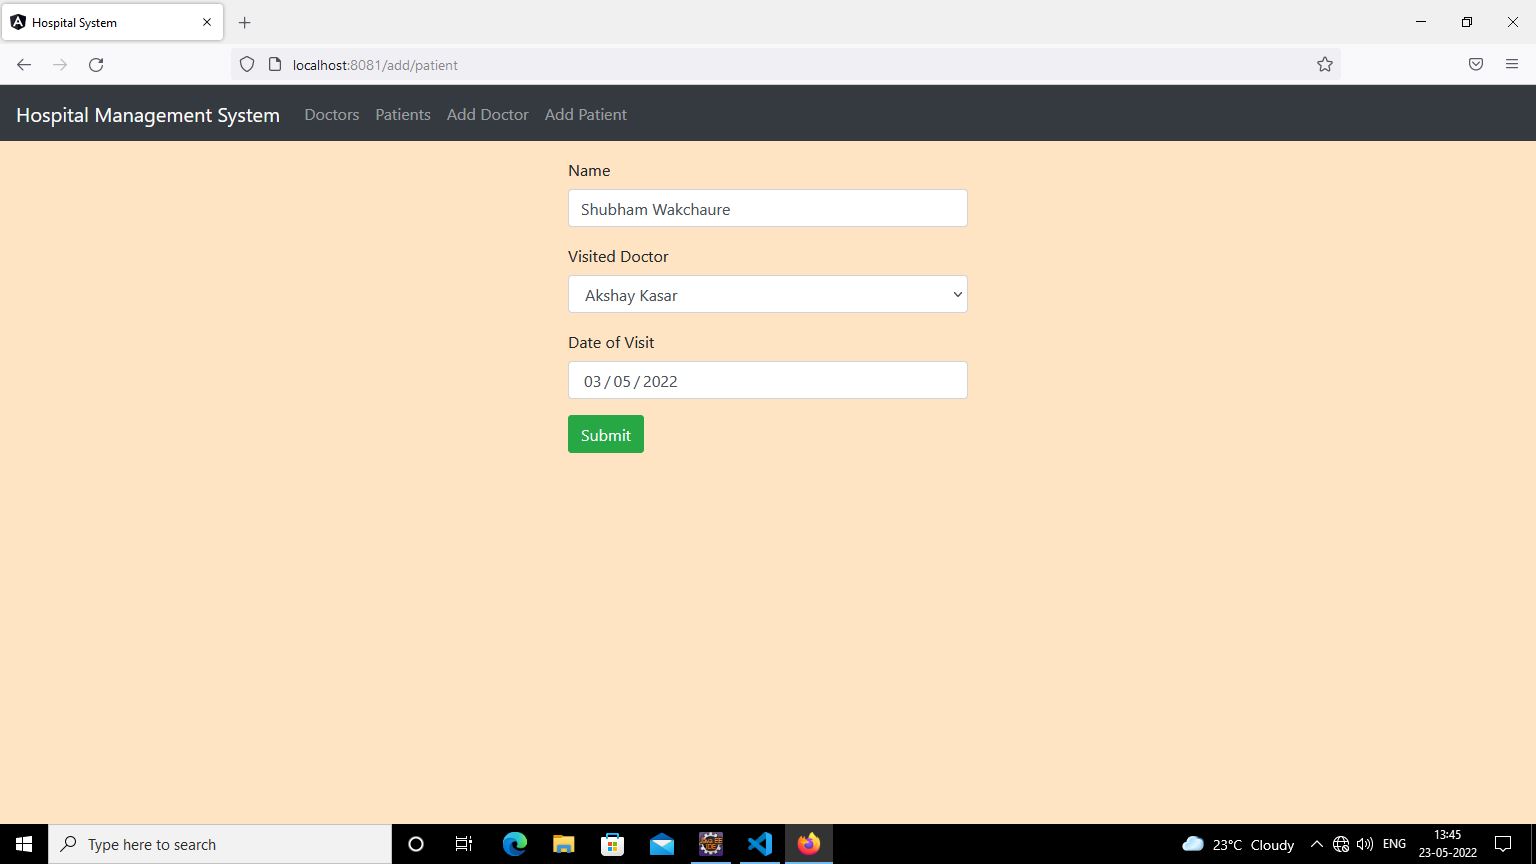 Hospital System
localhost:8081/add/patient
Hospital Management System Doctors Patients Add Doctor Add Patient
Name
Shubham Wakchaure
Visited Doctor
Akshay Kasar
Date of Visit
03 / 05 / 2022
Submit
Type here to search
23°C Cloudy
ENG
13:45
23-05-2022